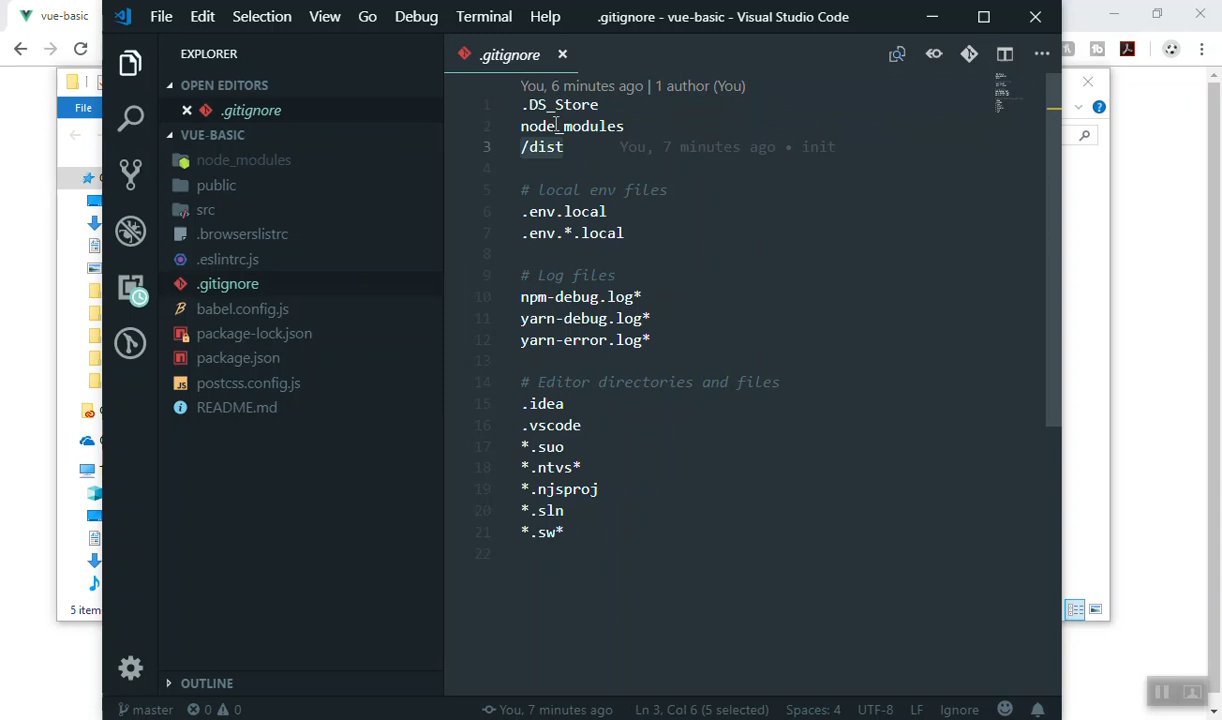 vue-basic
File Edit Selection View Go Debug Terminal Help
.gitignore - vue-basic - Visual Studio Code
File
5 item
EXPLORER
OPEN EDITORS
.gitignore
VUE-BASIC
node_modules
public
src
.browserslistrc
.eslintrc.js
.gitignore
babel.config.js
package-lock.json
package.json
postcss.config.js
README.md
OUTLINE
.gitignore
You, 6 minutes ago | 1 author (You)
1 .DS_Store
2 node_modules
3 /dist You, 7 minutes ago • init
4
5 # local env files
6 .env.local
7 .env.*.local
8
9 # Log files
10 npm-debug.log*
11 yarn-debug.log*
12 yarn-error.log*
13
14 # Editor directories and files
15 .idea
16 .vscode
17 *.suo
18 *.ntvs*
19 *.njsproj
20 *.sln
21 *.sw*
22
master 0 0 You, 7 minutes ago Ln 3, Col 6 (5 selected) Spaces: 4 UTF-8 LF Ignore